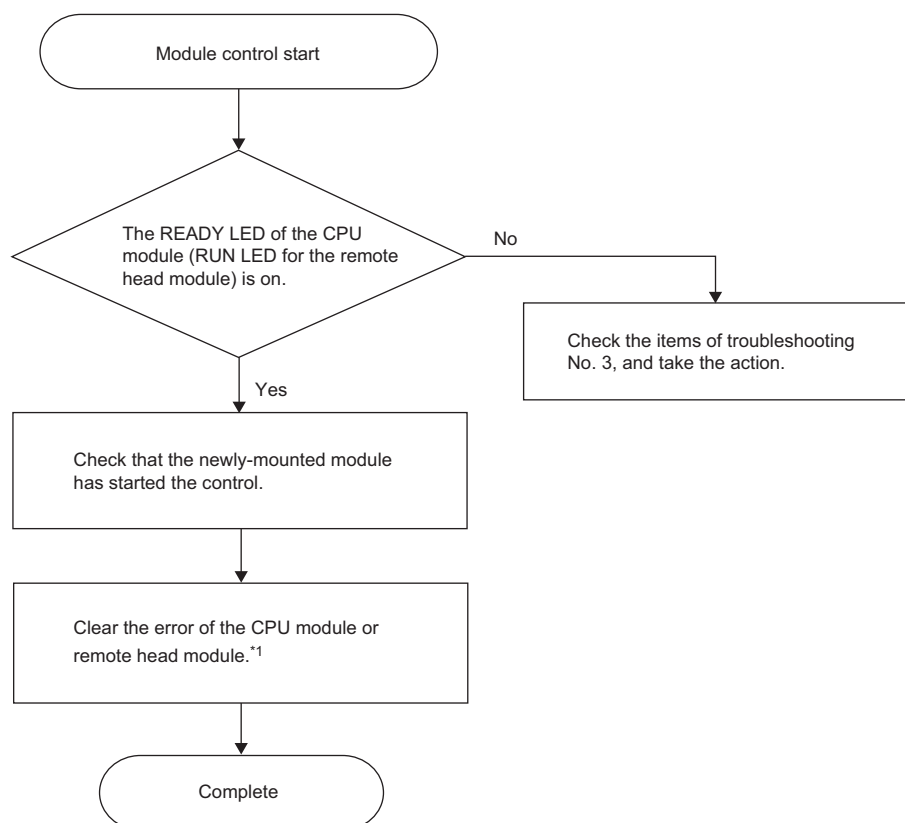 Module control start
The READY LED of the CPU
module (RUN LED for the remote
head module) is on.
No
Check the items of troubleshooting
No. 3, and take the action.
Yes
Check that the newly-mounted module
has started the control.
Clear the error of the CPU module or
remote head module.*1
Complete